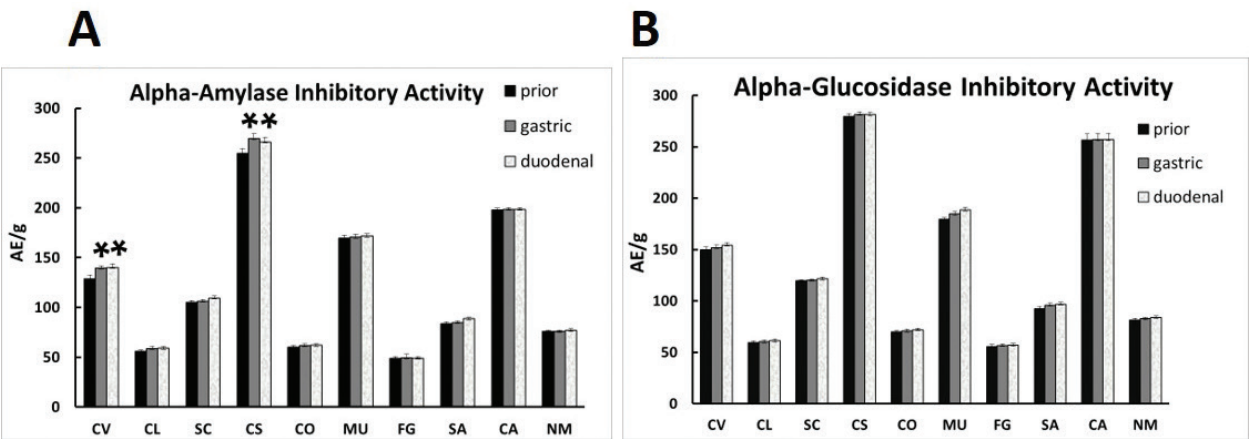 A
B
Alpha-Amylase Inhibitory Activity
prior
gastric
duodenal
AE/g
300
250
200
150
100
50
0
**
**
CV CL SC CS CO MU FG SA CA NM
Alpha-Glucosidase Inhibitory Activity
prior
gastric
duodenal
AE/g
300
250
200
150
100
50
0
CV CL SC CS CO MU FG SA CA NM